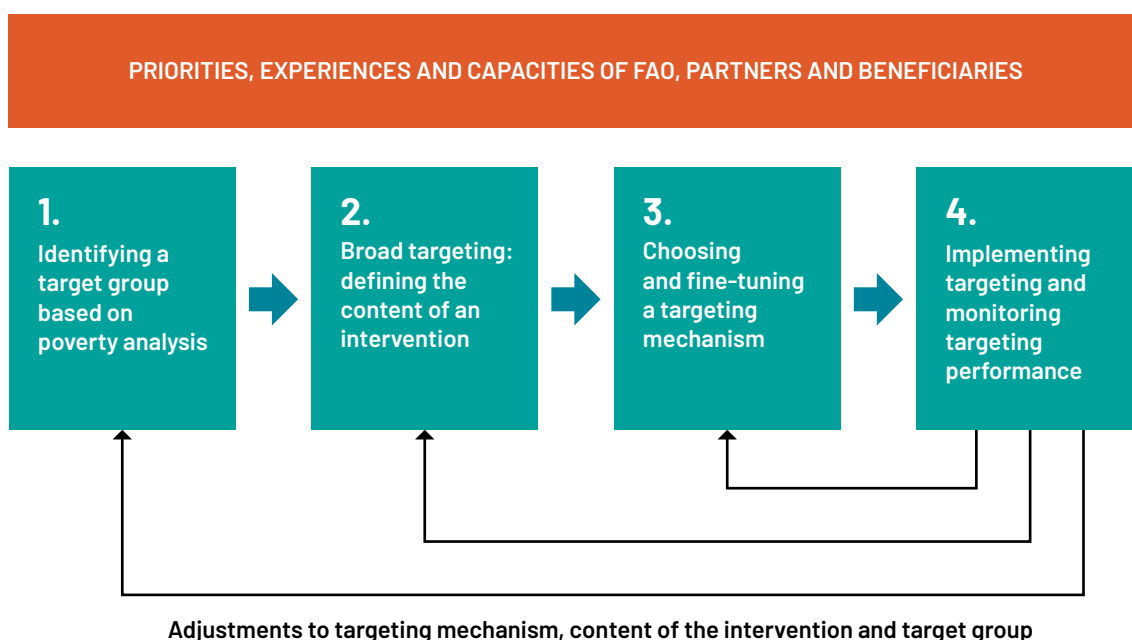 PRIORITIES, EXPERIENCES AND CAPACITIES OF FAO, PARTNERS AND BENEFICIARIES
1.
Identifying a
target group
based on
poverty analysis
2.
Broad targeting:
defining the
content of an
intervention
3.
Choosing
and fine-tuning
a targeting
mechanism
4.
Implementing
targeting and
monitoring
targeting
performance
Adjustments to targeting mechanism, content of the intervention and target group